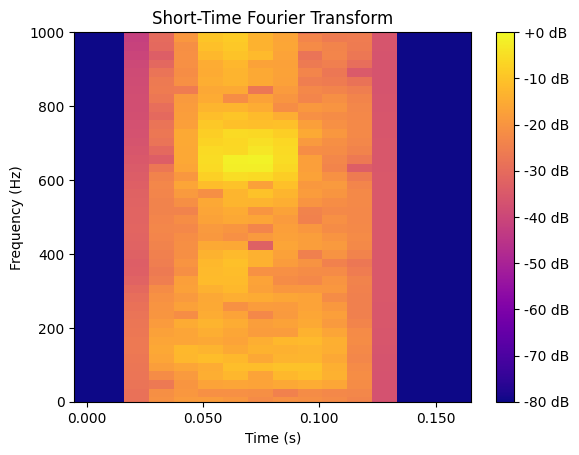 Short-Time Fourier Transform
1000
800
600
400
200
0
Frequency (Hz)
0.000
0.050
0.100
0.150
Time (s)
+0 dB
-10 dB
-20 dB
-30 dB
-40 dB
-50 dB
-60 dB
-70 dB
-80 dB